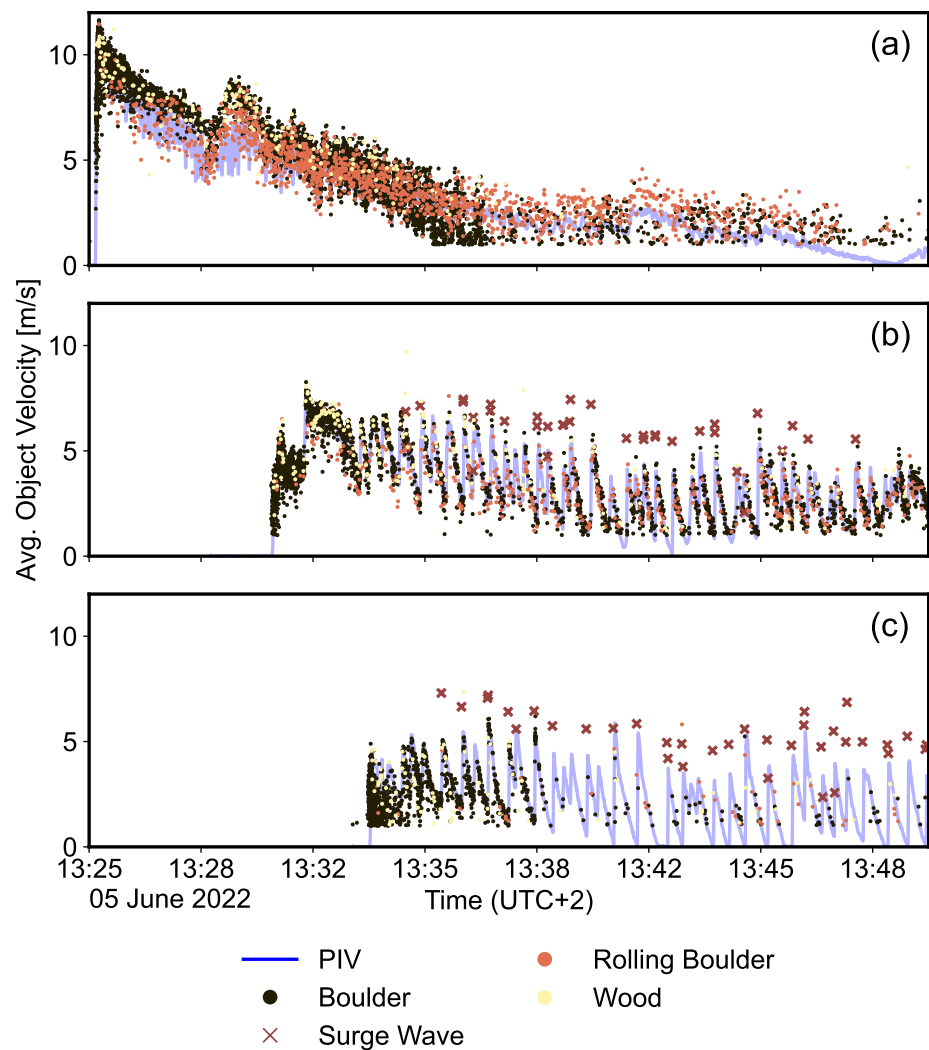 (a)
10
5
0
(b)
10
5
0
(c)
10
5
0
Avg. Object Velocity [m/s]
13:25 13:28 13:32 13:35 13:38 13:42 13:45 13:48
05 June 2022 Time (UTC+2)
PIV Rolling Boulder
Boulder Wood
Surge Wave